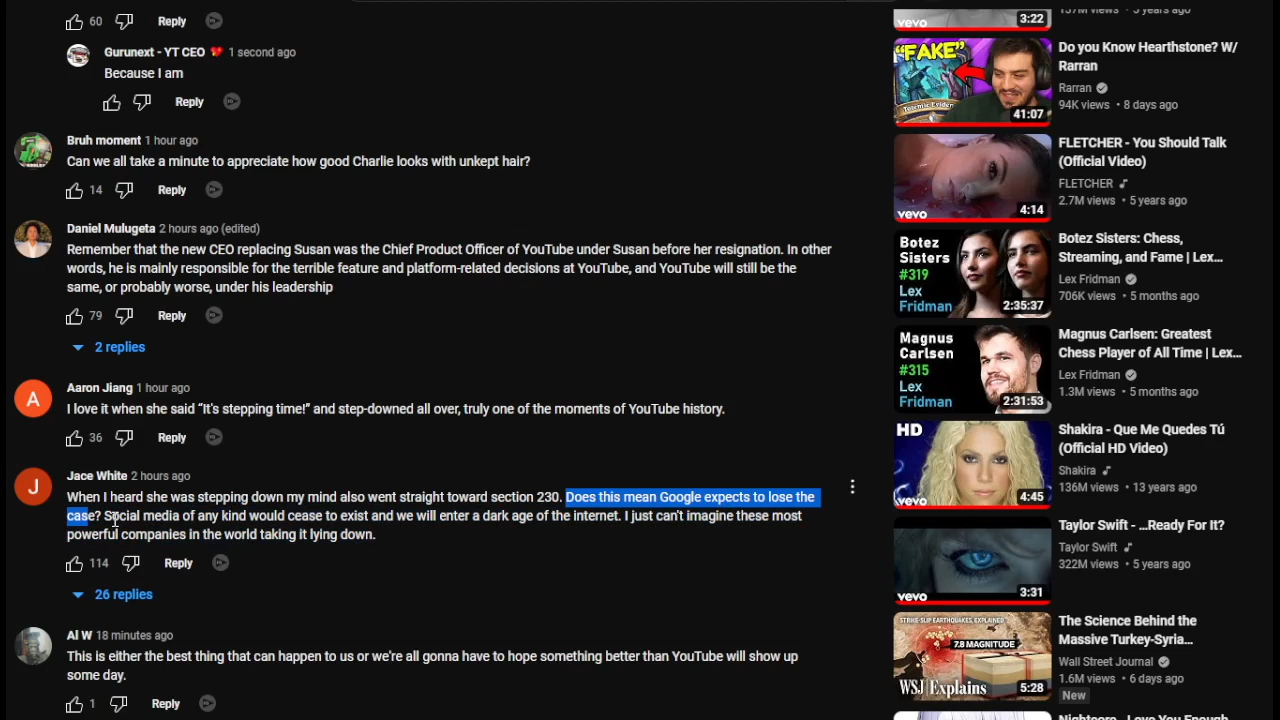 60 Reply
Gurunext - YT CEO 1 second ago
Because I am
Reply
Bruh moment 1 hour ago
Can we all take a minute to appreciate how good Charlie looks with unkept hair?
14 Reply
Daniel Mulugeta 2 hours ago (edited)
Remember that the new CEO replacing Susan was the Chief Product Officer of YouTube under Susan before her resignation. In other
words, he is mainly responsible for the terrible feature and platform-related decisions at YouTube, and YouTube will still be the
same, or probably worse, under his leadership
79 Reply
2 replies
A
Aaron Jiang 1 hour ago
I love it when she said “It's stepping time!” and step-downed all over, truly one of the moments of YouTube history.
36 Reply
J
Jace White 2 hours ago
When I heard she was stepping down my mind also went straight toward section 230. Does this mean Google expects to lose the
case? Social media of any kind would cease to exist and we will enter a dark age of the internet. I just can't imagine these most
powerful companies in the world taking it lying down.
114 Reply
26 replies
Al W 18 minutes ago
This is either the best thing that can happen to us or we're all gonna have to hope something better than YouTube will show up
some day.
1 Reply
vevo
3:22
137M views • 5 years ago
"FAKE"
41:07
Do you Know Hearthstone? W/
Rarran
Rarran
94K views • 8 days ago
vevo
4:14
FLETCHER - You Should Talk
(Official Video)
FLETCHER
2.7M views • 5 years ago
Botez
Sisters
#319
Lex
Fridman
2:35:37
Botez Sisters: Chess,
Streaming, and Fame | Lex...
Lex Fridman
706K views • 5 months ago
Magnus
Carlsen
#315
Lex
Fridman
2:31:53
Magnus Carlsen: Greatest
Chess Player of All Time | Lex...
Lex Fridman
1.3M views • 5 months ago
HD
4:45
Shakira - Que Me Quedes Tú
(Official HD Video)
Shakira
136M views • 13 years ago
vevo
3:31
Taylor Swift - ...Ready For It?
Taylor Swift
322M views • 5 years ago
STRIKE-SLIP EARTHQUAKES, EXPLAINED
7.8 MAGNITUDE
WSJ Explains
5:28
The Science Behind the
Massive Turkey-Syria...
Wall Street Journal
1.6M views • 6 days ago
New